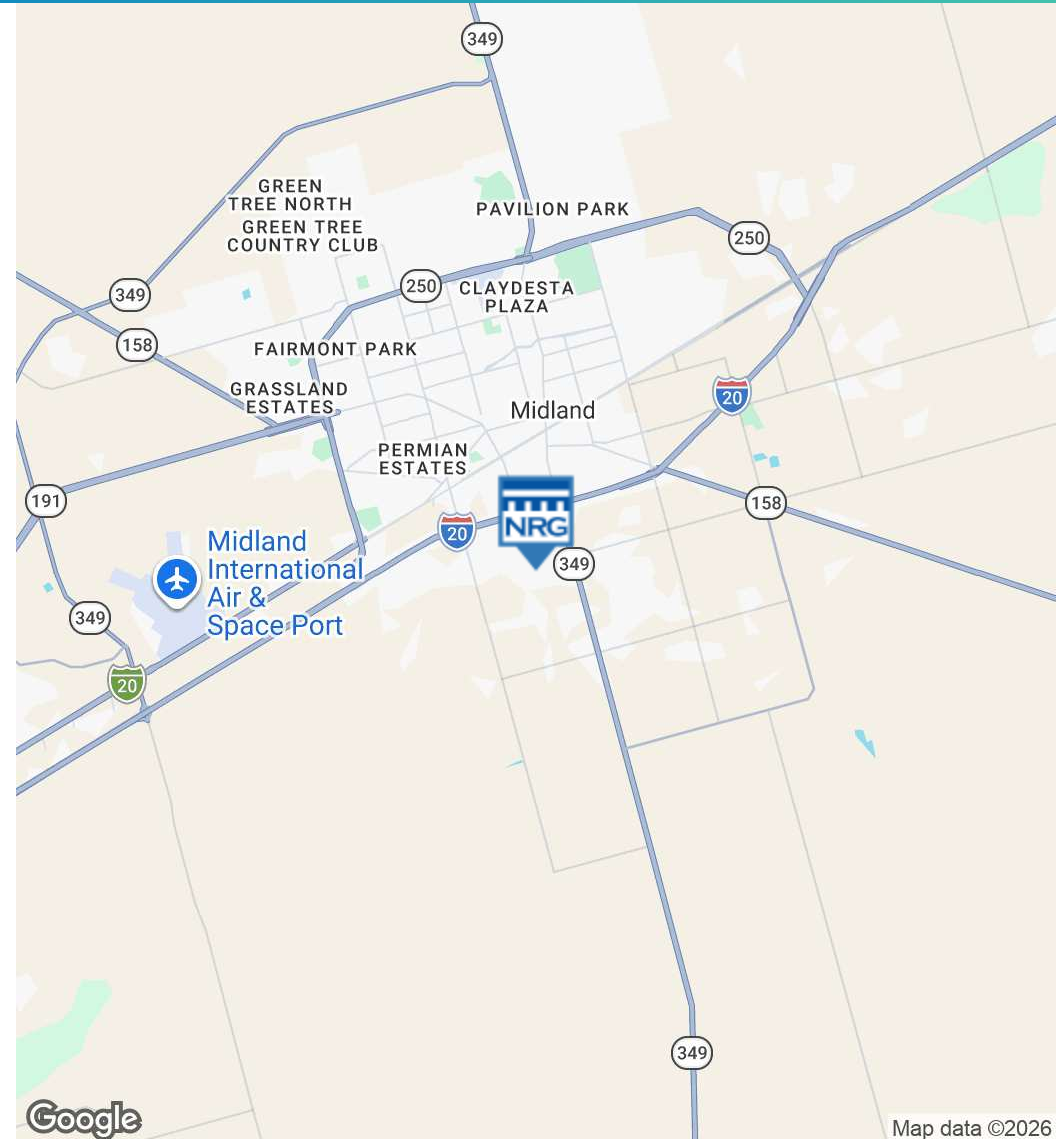 349
GREEN
TREE NORTH
PAVILION PARK
GREEN TREE
COUNTRY CLUB
250
250
CLAYDESTA
PLAZA
349
158
FAIRMONT PARK
GRASSLAND
ESTATES
20
Midland
PERMIAN
ESTATES
191
158
NRG
20
349
Midland
International
Air &
Space Port
349
20
349
Google
Map data ©2026